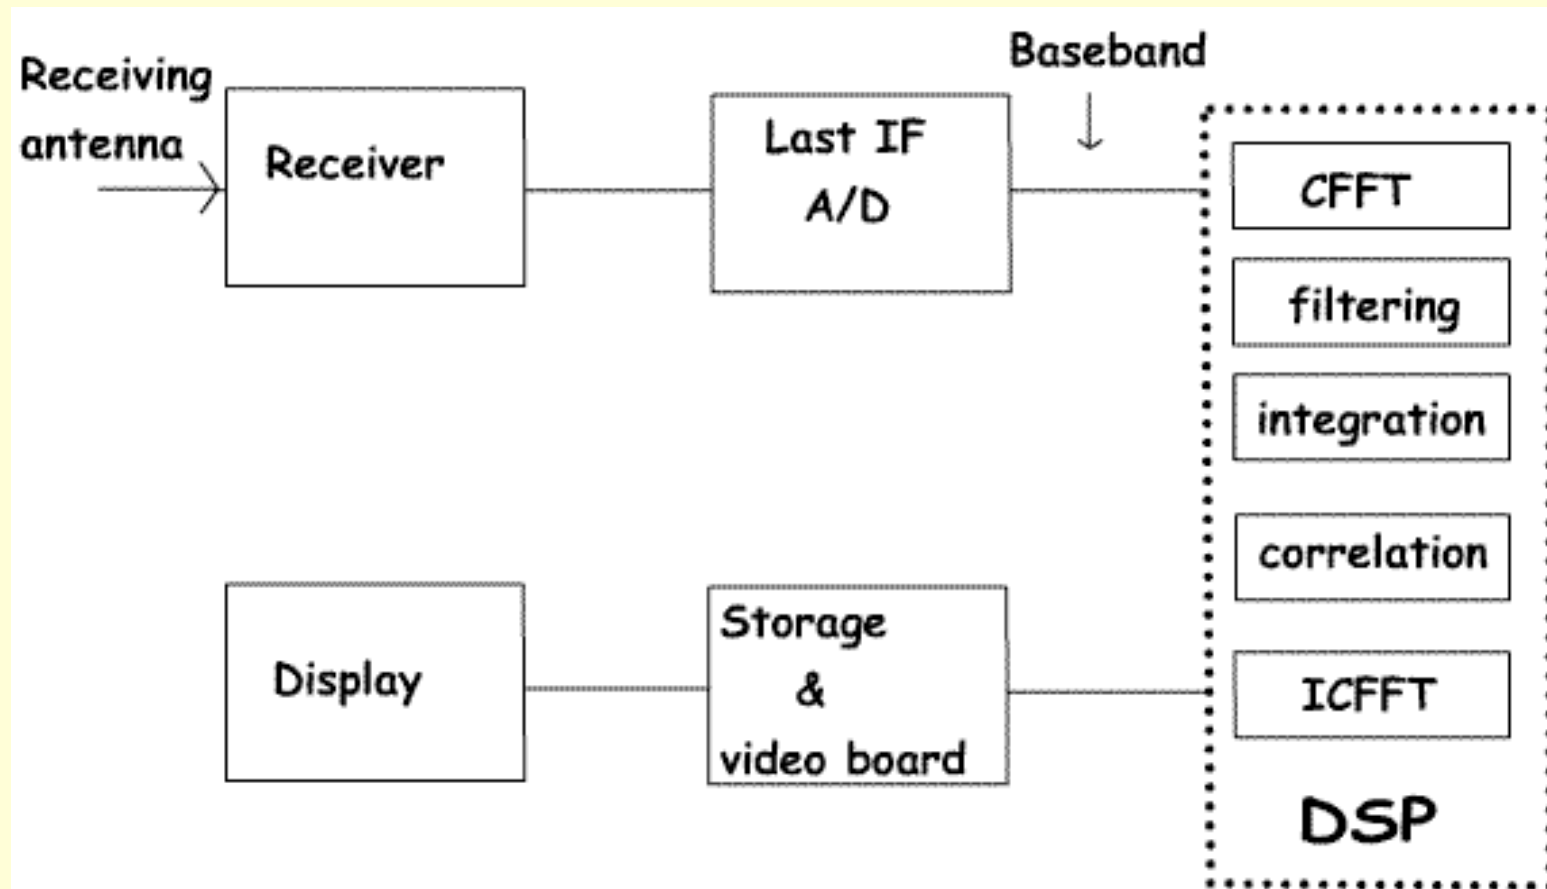 Receiving
antenna
Receiver
Last IF
A/D
Baseband
CFFT
filtering
integration
correlation
ICFFT
DSP
Storage
&
video board
Display